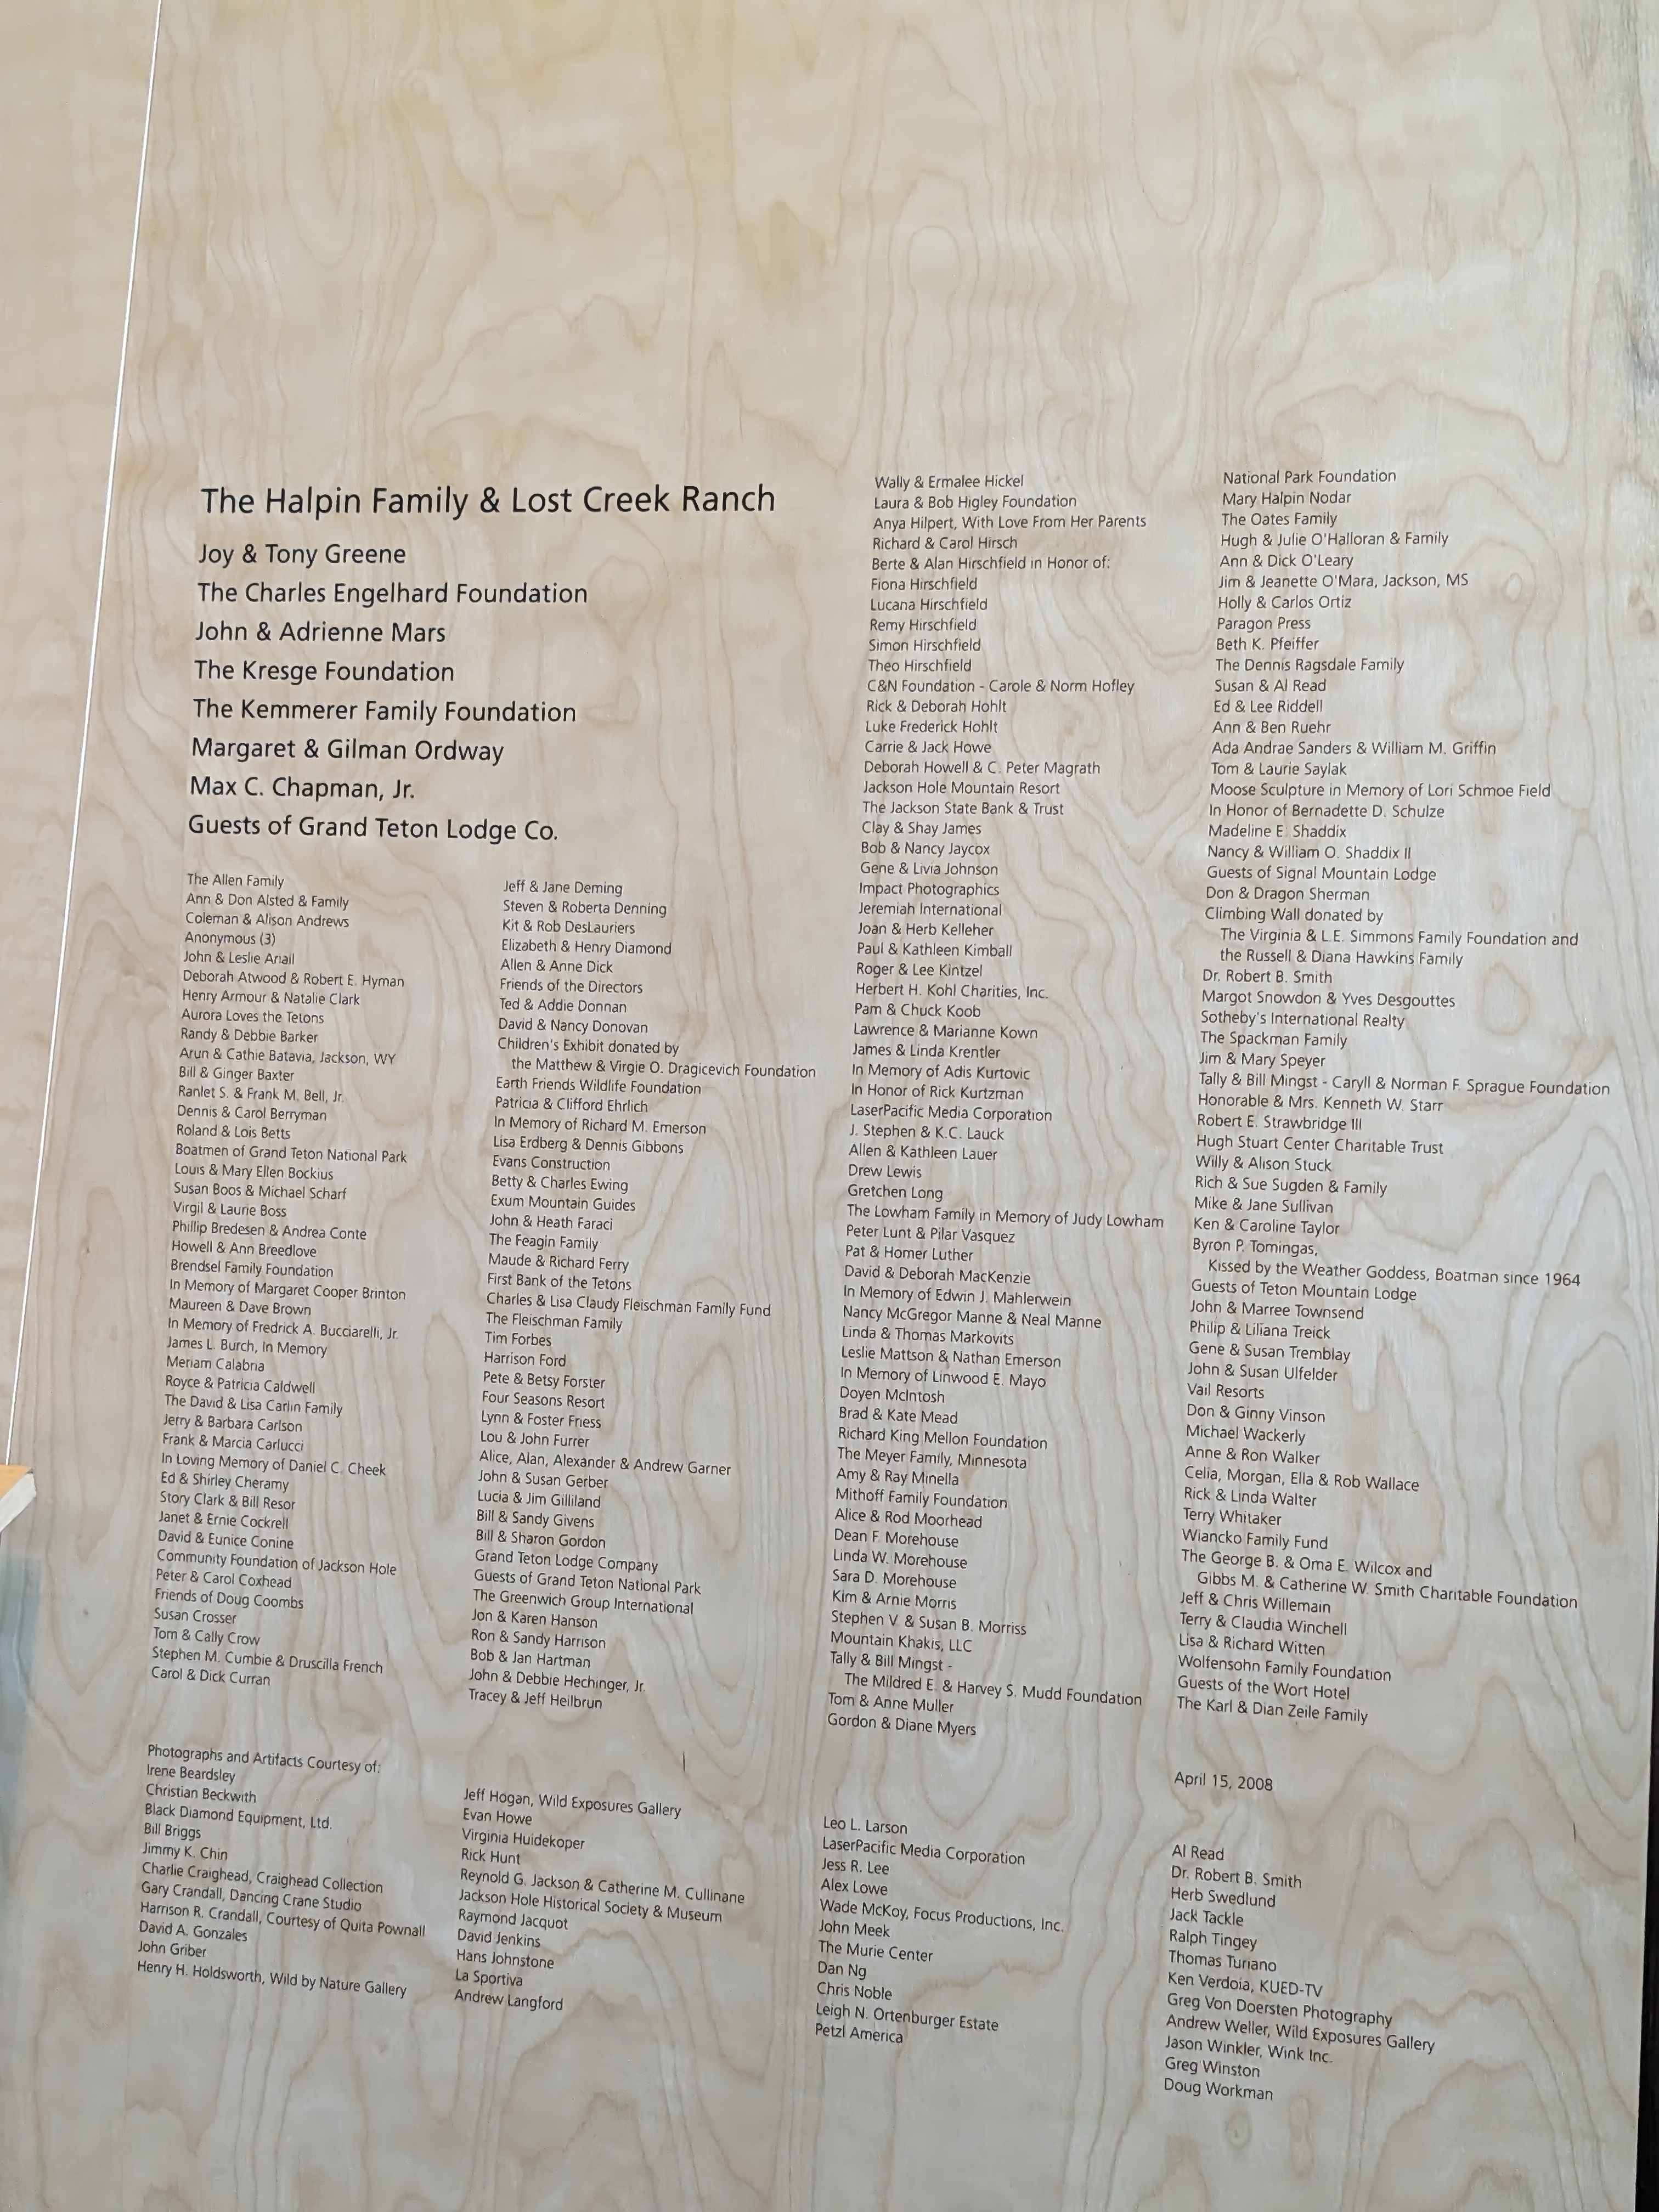 The Halpin Family & Lost Creek Ranch
Joy & Tony Greene
The Charles Engelhard Foundation
John & Adrienne Mars
The Kresge Foundation
The Kemmerer Family Foundation
Margaret & Gilman Ordway
Max C. Chapman, Jr.
Guests of Grand Teton Lodge Co.
The Allen Family
Ann & Don Alsted & Family
Coleman & Alison Andrews
Anonymous (3)
John & Leslie Ariail
Deborah Atwood & Robert E. Hyman
Henry Armour & Natalie Clark
Aurora Loves the Tetons
Randy & Debbie Barker
Arun & Cathie Batavia, Jackson, WY
Bill & Ginger Baxter
Ranlet S. & Frank M. Bell, Jr.
Dennis & Carol Berryman
Roland & Lois Betts
Boatmen of Grand Teton National Park
Louis & Mary Ellen Bockius
Susan Boos & Michael Scharf
Virgil & Laurie Boss
Phillip Bredesen & Andrea Conte
Howell & Ann Breedlove
Brendsel Family Foundation
In Memory of Margaret Cooper Brinton
Maureen & Dave Brown
In Memory of Fredrick A. Bucciarelli, Jr.
James L. Burch, In Memory
Meriam Calabria
Royce & Patricia Caldwell
The David & Lisa Carlin Family
Jerry & Barbara Carlson
Frank & Marcia Carlucci
In Loving Memory of Daniel C. Cheek
Ed & Shirley Cheramy
Story Clark & Bill Resor
Janet & Ernie Cockrell
David & Eunice Conine
Community Foundation of Jackson Hole
Peter & Carol Coxhead
Friends of Doug Coombs
Susan Crosser
Tom & Cally Crow
Stephen M. Cumbie & Druscilla French
Carol & Dick Curran
Jeff & Jane Deming
Steven & Roberta Denning
Kit & Rob DesLauriers
Elizabeth & Henry Diamond
Allen & Anne Dick
Friends of the Directors
Ted & Addie Donnan
David & Nancy Donovan
Children's Exhibit donated by
the Matthew & Virgie O. Dragicevich Foundation
Earth Friends Wildlife Foundation
Patricia & Clifford Ehrlich
In Memory of Richard M. Emerson
Lisa Erdberg & Dennis Gibbons
Evans Construction
Betty & Charles Ewing
Exum Mountain Guides
John & Heath Faraci
The Feagin Family
Maude & Richard Ferry
First Bank of the Tetons
Charles & Lisa Claudy Fleischman Family Fund
The Fleischman Family
Tim Forbes
Harrison Ford
Pete & Betsy Forster
Four Seasons Resort
Lynn & Foster Friess
Lou & John Furrer
Alice, Alan, Alexander & Andrew Garner
John & Susan Gerber
Lucia & Jim Gilliland
Bill & Sandy Givens
Bill & Sharon Gordon
Grand Teton Lodge Company
Guests of Grand Teton National Park
The Greenwich Group International
Jon & Karen Hanson
Ron & Sandy Harrison
Bob & Jan Hartman
John & Debbie Hechinger, Jr.
Tracey & Jeff Heilbrun
Wally & Ermalee Hickel
Laura & Bob Higley Foundation
Anya Hilpert, With Love From Her Parents
Richard & Carol Hirsch
Berte & Alan Hirschfield in Honor of:
Fiona Hirschfield
Lucana Hirschfield
Remy Hirschfield
Simon Hirschfield
Theo Hirschfield
C&N Foundation - Carole & Norm Hofley
Rick & Deborah Hohlt
Luke Frederick Hohlt
Carrie & Jack Howe
Deborah Howell & C. Peter Magrath
Jackson Hole Mountain Resort
The Jackson State Bank & Trust
Clay & Shay James
Bob & Nancy Jaycox
Gene & Livia Johnson
Impact Photographics
Jeremiah International
Joan & Herb Kelleher
Paul & Kathleen Kimball
Roger & Lee Kintzel
Herbert H. Kohl Charities, Inc.
Pam & Chuck Koob
Lawrence & Marianne Kown
James & Linda Krentler
In Memory of Adis Kurtovic
In Honor of Rick Kurtzman
LaserPacific Media Corporation
J. Stephen & K.C. Lauck
Allen & Kathleen Lauer
Drew Lewis
Gretchen Long
The Lowham Family in Memory of Judy Lowham
Peter Lunt & Pilar Vasquez
Pat & Homer Luther
David & Deborah MacKenzie
In Memory of Edwin J. Mahlerwein
Nancy McGregor Manne & Neal Manne
Linda & Thomas Markovits
Leslie Mattson & Nathan Emerson
In Memory of Linwood E. Mayo
Doyen McIntosh
Brad & Kate Mead
Richard King Mellon Foundation
The Meyer Family, Minnesota
Amy & Ray Minella
Mithoff Family Foundation
Alice & Rod Moorhead
Dean F. Morehouse
Linda W. Morehouse
Sara D. Morehouse
Kim & Arnie Morris
Stephen V. & Susan B. Morriss
Mountain Khakis, LLC
Tally & Bill Mingst -
The Mildred E. & Harvey S. Mudd Foundation
Tom & Anne Muller
Gordon & Diane Myers
National Park Foundation
Mary Halpin Nodar
The Oates Family
Hugh & Julie O'Halloran & Family
Ann & Dick O'Leary
Jim & Jeanette O'Mara, Jackson, MS
Holly & Carlos Ortiz
Paragon Press
Beth K. Pfeiffer
The Dennis Ragsdale Family
Susan & Al Read
Ed & Lee Riddell
Ann & Ben Ruehr
Ada Andrae Sanders & William M. Griffin
Tom & Laurie Saylak
Moose Sculpture in Memory of Lori Schmoe Field
In Honor of Bernadette D. Schulze
Madeline E. Shaddix
Nancy & William O. Shaddix II
Guests of Signal Mountain Lodge
Don & Dragon Sherman
Climbing Wall donated by
The Virginia & L.E. Simmons Family Foundation and
the Russell & Diana Hawkins Family
Dr. Robert B. Smith
Margot Snowdon & Yves Desgouttes
Sotheby's International Realty
The Spackman Family
Jim & Mary Speyer
Tally & Bill Mingst - Caryll & Norman F. Sprague Foundation
Honorable & Mrs. Kenneth W. Starr
Robert E. Strawbridge III
Hugh Stuart Center Charitable Trust
Willy & Alison Stuck
Rich & Sue Sugden & Family
Mike & Jane Sullivan
Ken & Caroline Taylor
Byron P. Tomingas,
Kissed by the Weather Goddess, Boatman since 1964
Guests of Teton Mountain Lodge
John & Marree Townsend
Philip & Liliana Treick
Gene & Susan Tremblay
John & Susan Ulfelder
Vail Resorts
Don & Ginny Vinson
Michael Wackerly
Anne & Ron Walker
Celia, Morgan, Ella & Rob Wallace
Rick & Linda Walter
Terry Whitaker
Wiancko Family Fund
The George B. & Oma E. Wilcox and
Gibbs M. & Catherine W. Smith Charitable Foundation
Jeff & Chris Willemain
Terry & Claudia Winchell
Lisa & Richard Witten
Wolfensohn Family Foundation
Guests of the Wort Hotel
The Karl & Dian Zeile Family
April 15, 2008
Photographs and Artifacts Courtesy of:
Irene Beardsley
Christian Beckwith
Black Diamond Equipment, Ltd.
Bill Briggs
Jimmy K. Chin
Charlie Craighead, Craighead Collection
Gary Crandall, Dancing Crane Studio
Harrison R. Crandall, Courtesy of Quita Pownall
David A. Gonzales
John Griber
Henry H. Holdsworth, Wild by Nature Gallery
Jeff Hogan, Wild Exposures Gallery
Evan Howe
Virginia Huidekoper
Rick Hunt
Reynold G. Jackson & Catherine M. Cullinane
Jackson Hole Historical Society & Museum
Raymond Jacquot
David Jenkins
Hans Johnstone
La Sportiva
Andrew Langford
Leo L. Larson
LaserPacific Media Corporation
Jess R. Lee
Alex Lowe
Wade McKoy, Focus Productions, Inc.
John Meek
The Murie Center
Dan Ng
Chris Noble
Leigh N. Ortenburger Estate
Petzl America
Al Read
Dr. Robert B. Smith
Herb Swedlund
Jack Tackle
Ralph Tingey
Thomas Turiano
Ken Verdoia, KUED-TV
Greg Von Doersten Photography
Andrew Weller, Wild Exposures Gallery
Jason Winkler, Wink Inc.
Greg Winston
Doug Workman